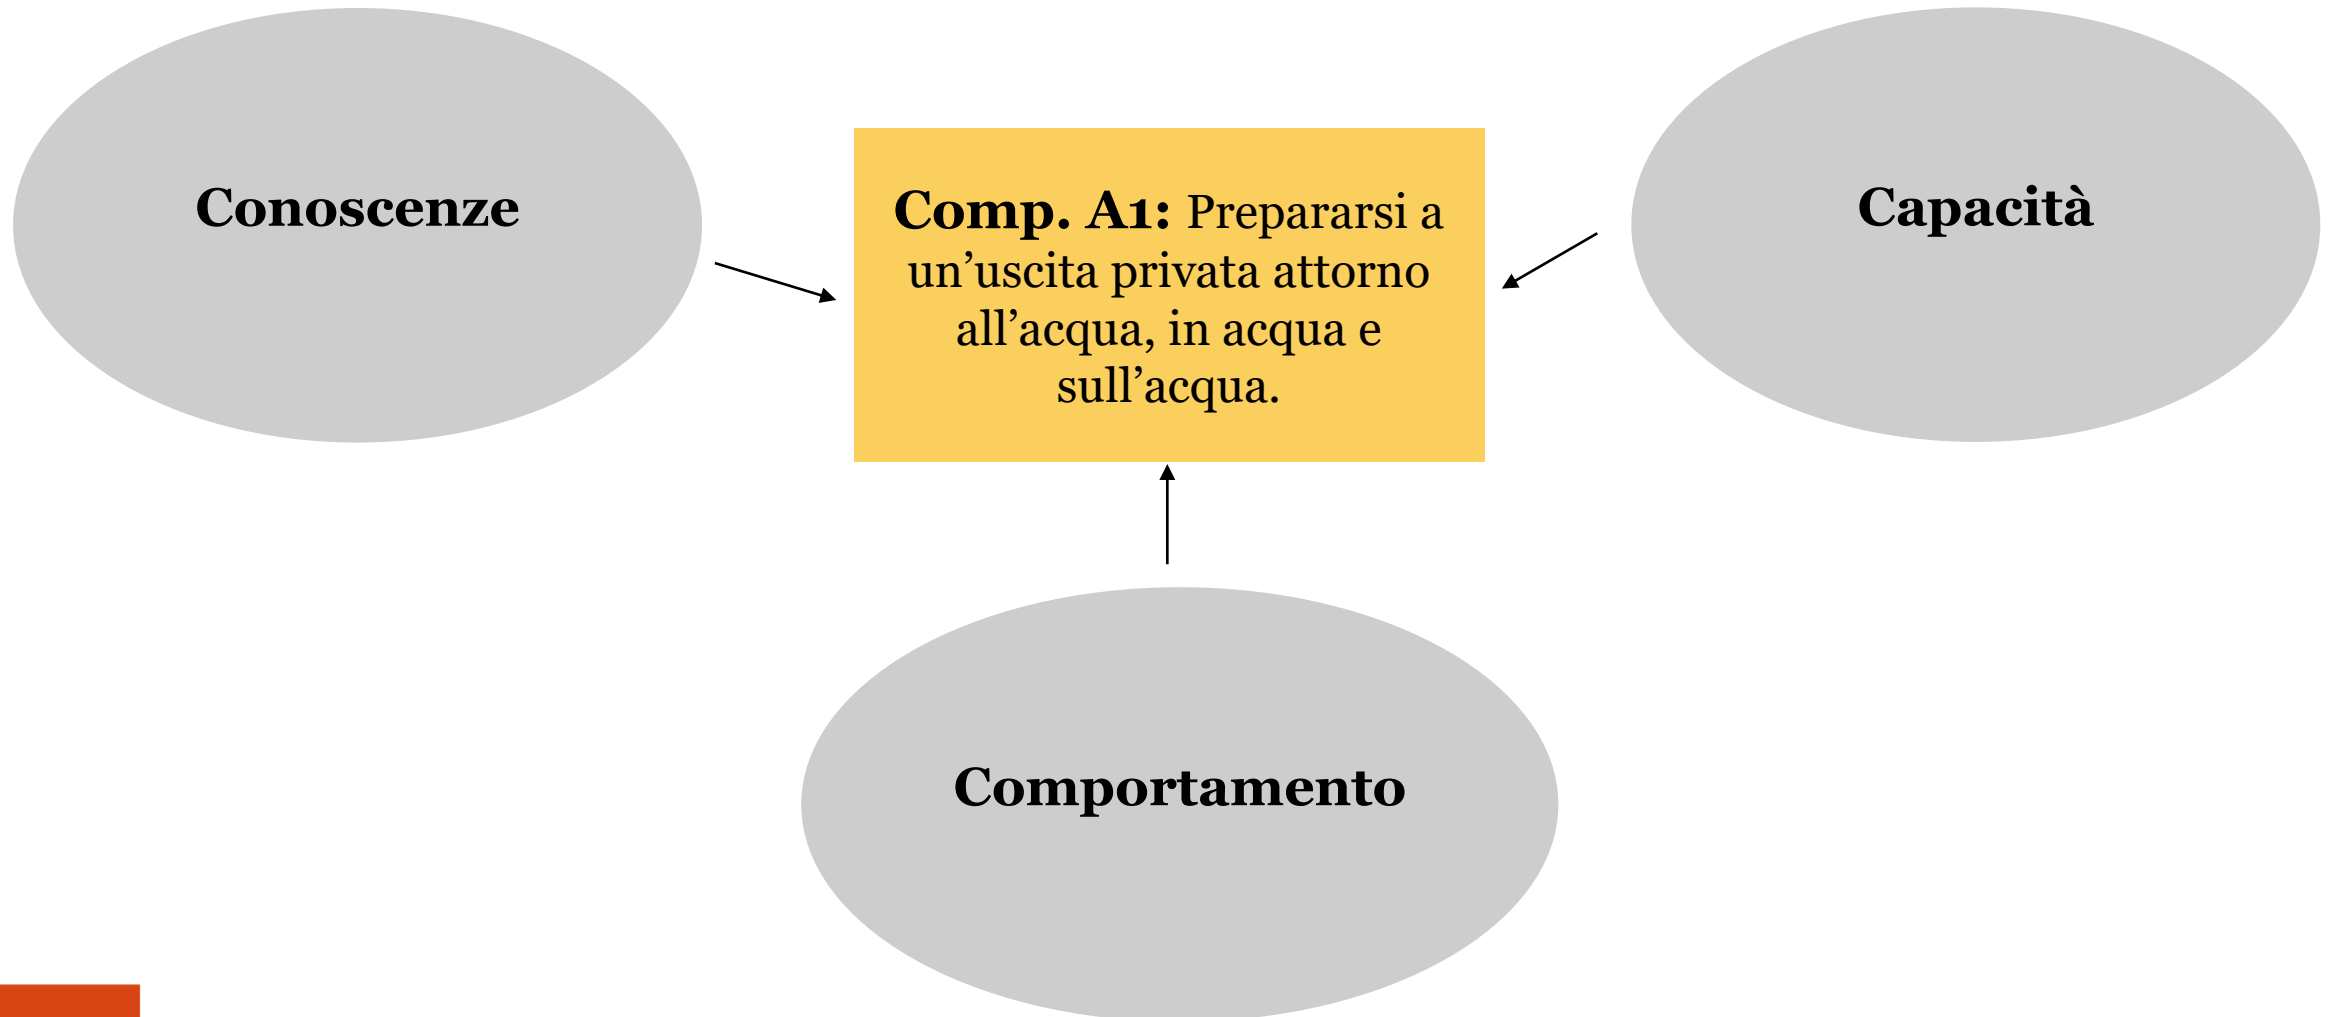 Conoscenze
Comp. A1: Prepararsi a
un’uscita privata attorno
all’acqua, in acqua e
sull’acqua.
Capacità
Comportamento